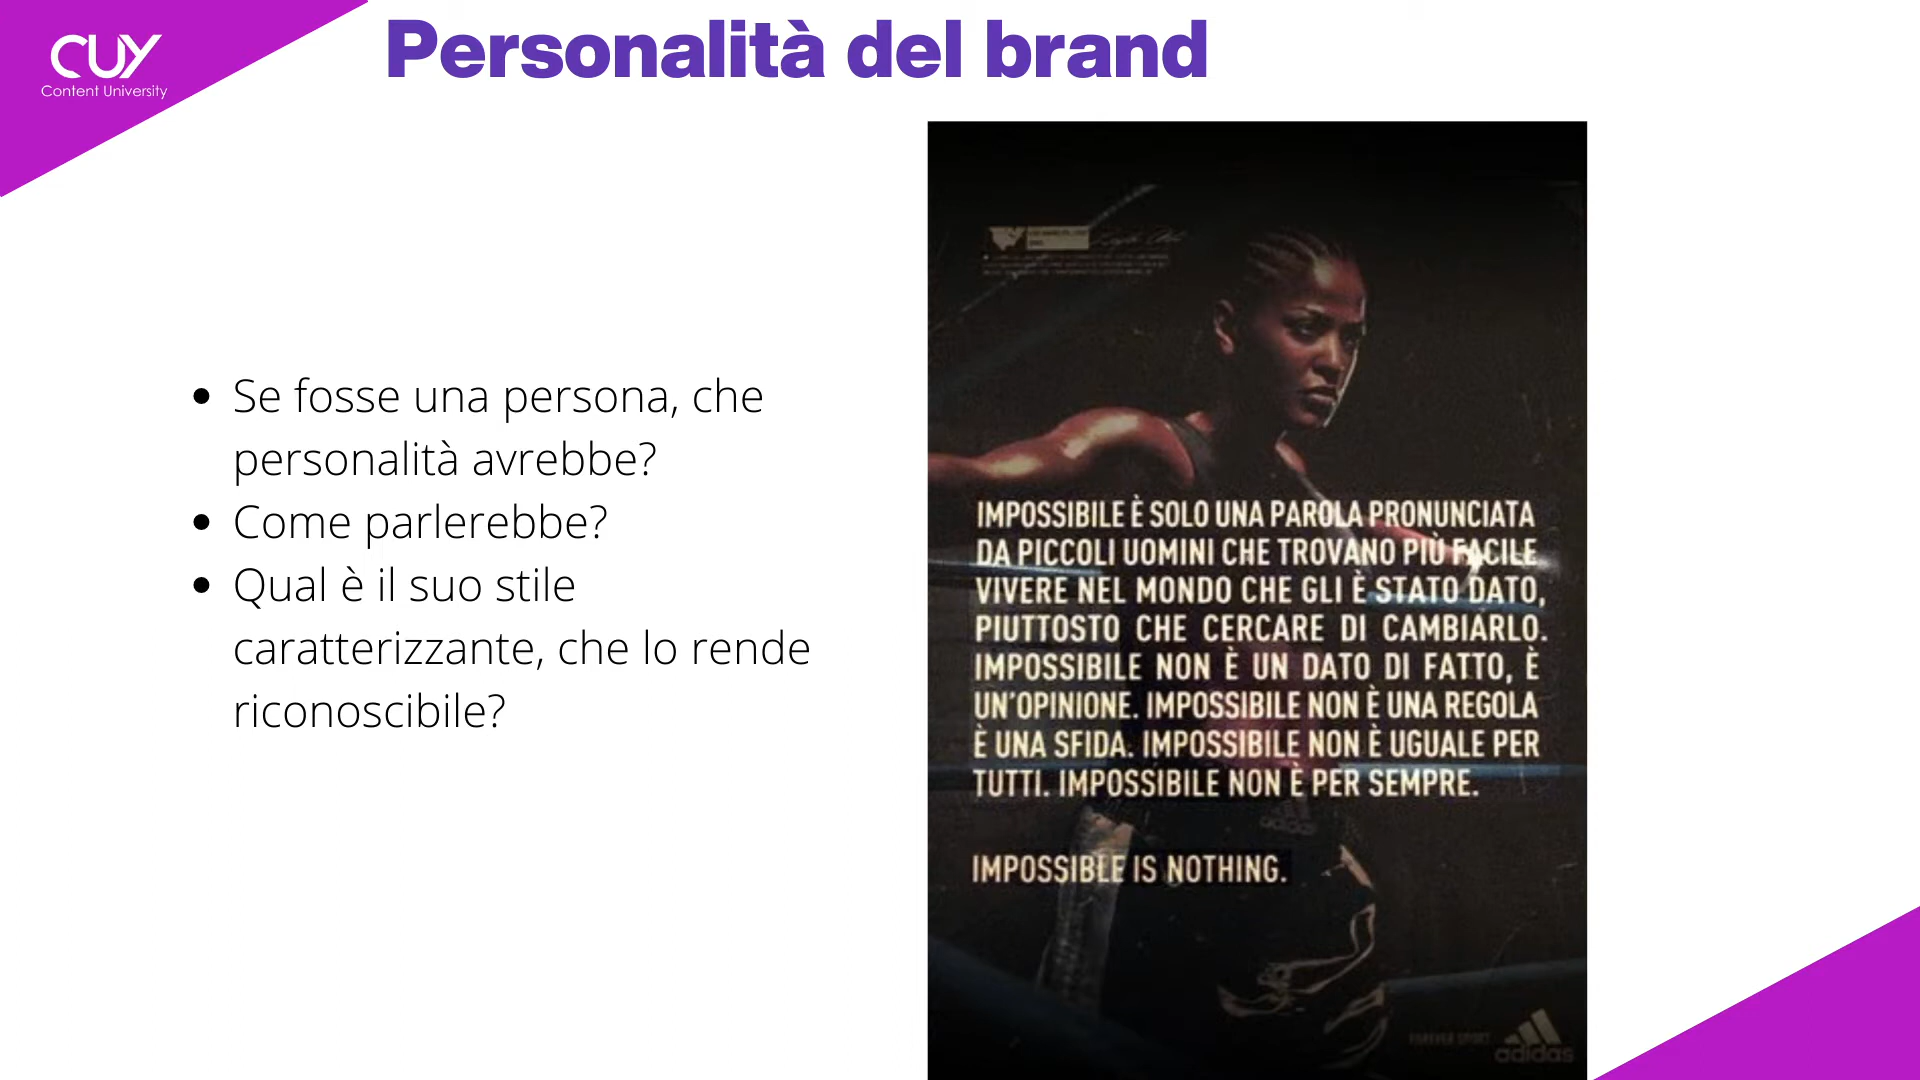 CUY
Content University
Personalità del brand
Se fosse una persona, che
personalità avrebbe?
Come parlerebbe?
Qual è il suo stile
caratterizzante, che lo rende
riconoscibile?
IMPOSSIBILE È SOLO UNA PAROLA PRONUNCIATA
DA PICCOLI UOMINI CHE TROVANO PIÙ FACILE
VIVERE NEL MONDO CHE GLI È STATO DATO,
PIUTTOSTO CHE CERCARE DI CAMBIARLO.
IMPOSSIBILE NON È UN DATO DI FATTO, È
UN'OPINIONE. IMPOSSIBILE NON È UNA REGOLA
È UNA SFIDA. IMPOSSIBILE NON È UGUALE PER
TUTTI. IMPOSSIBILE NON È PER SEMPRE.
adidas
IMPOSSIBLE IS NOTHING.
FOREVER SPORT
adidas